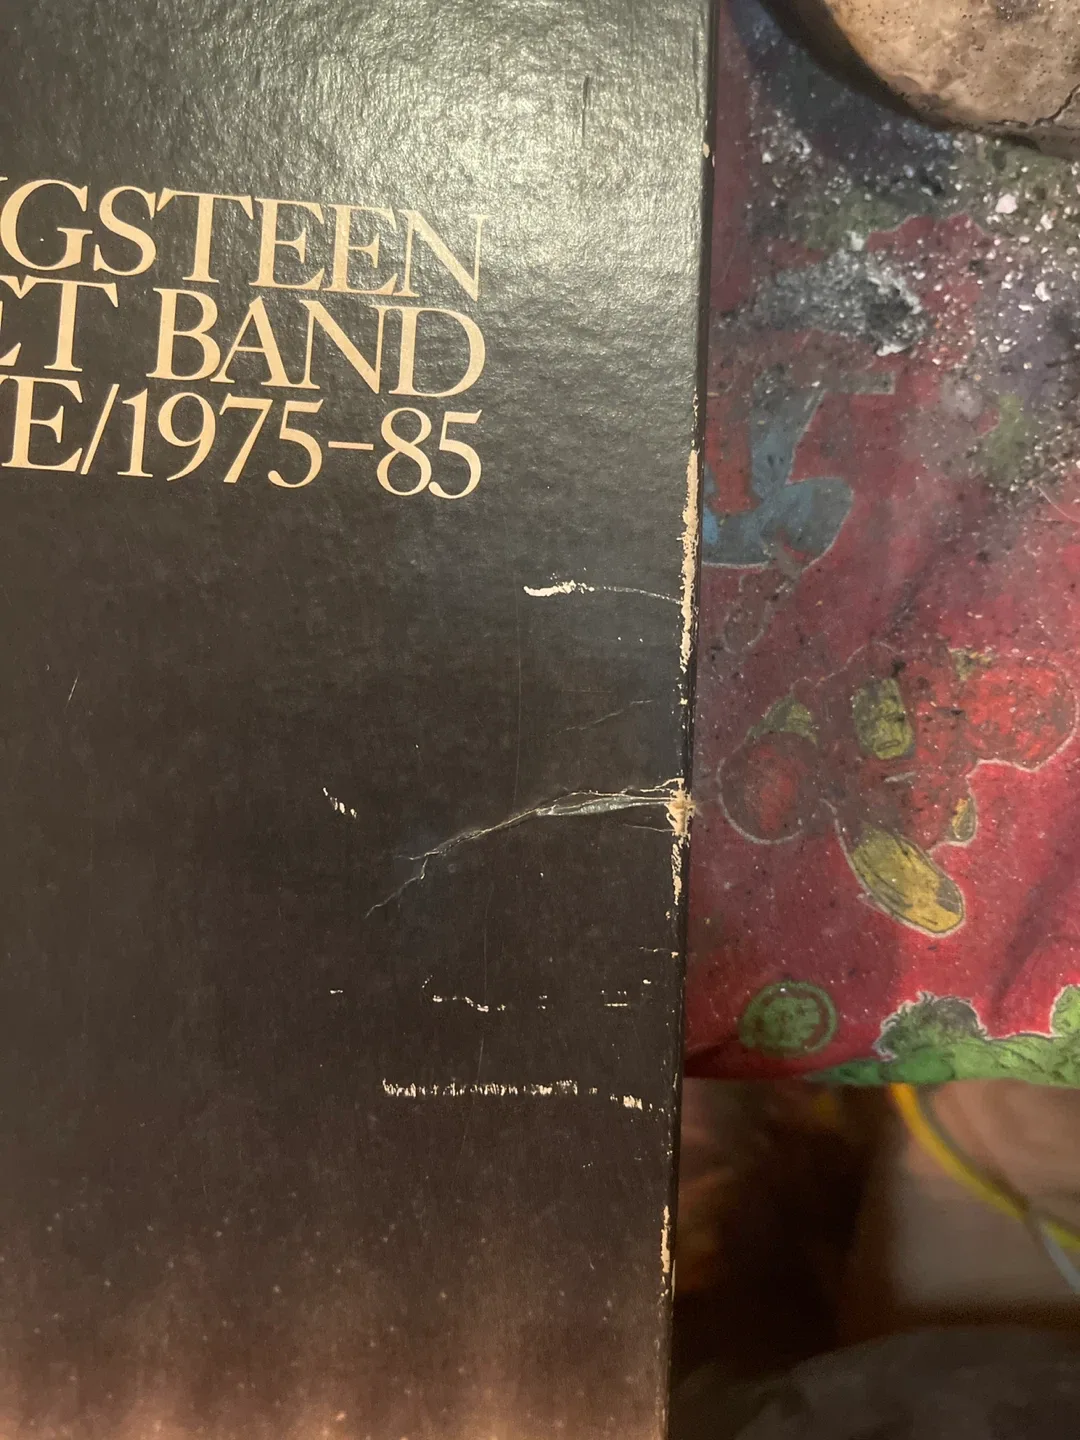 GSTEEN
ET BAND
E/1975–85